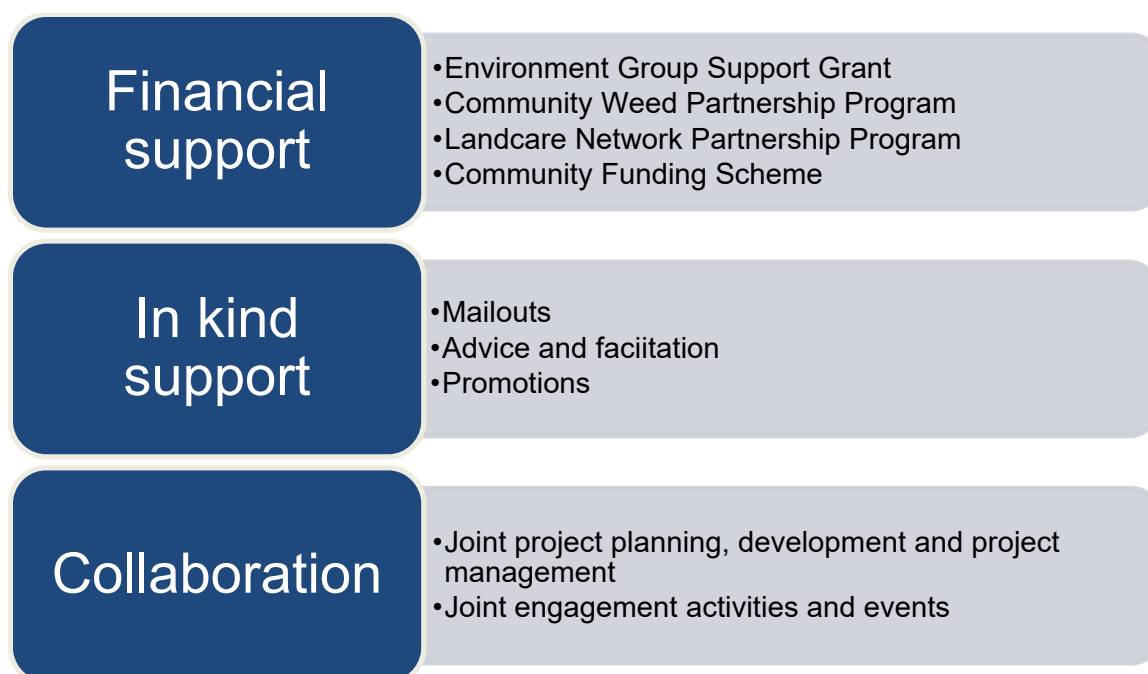 Financial
support
•Environment Group Support Grant
•Community Weed Partnership Program
•Landcare Network Partnership Program
•Community Funding Scheme
In kind
support
•Mailouts
•Advice and faciitation
•Promotions
Collaboration
•Joint project planning, development and project
management
•Joint engagement activities and events